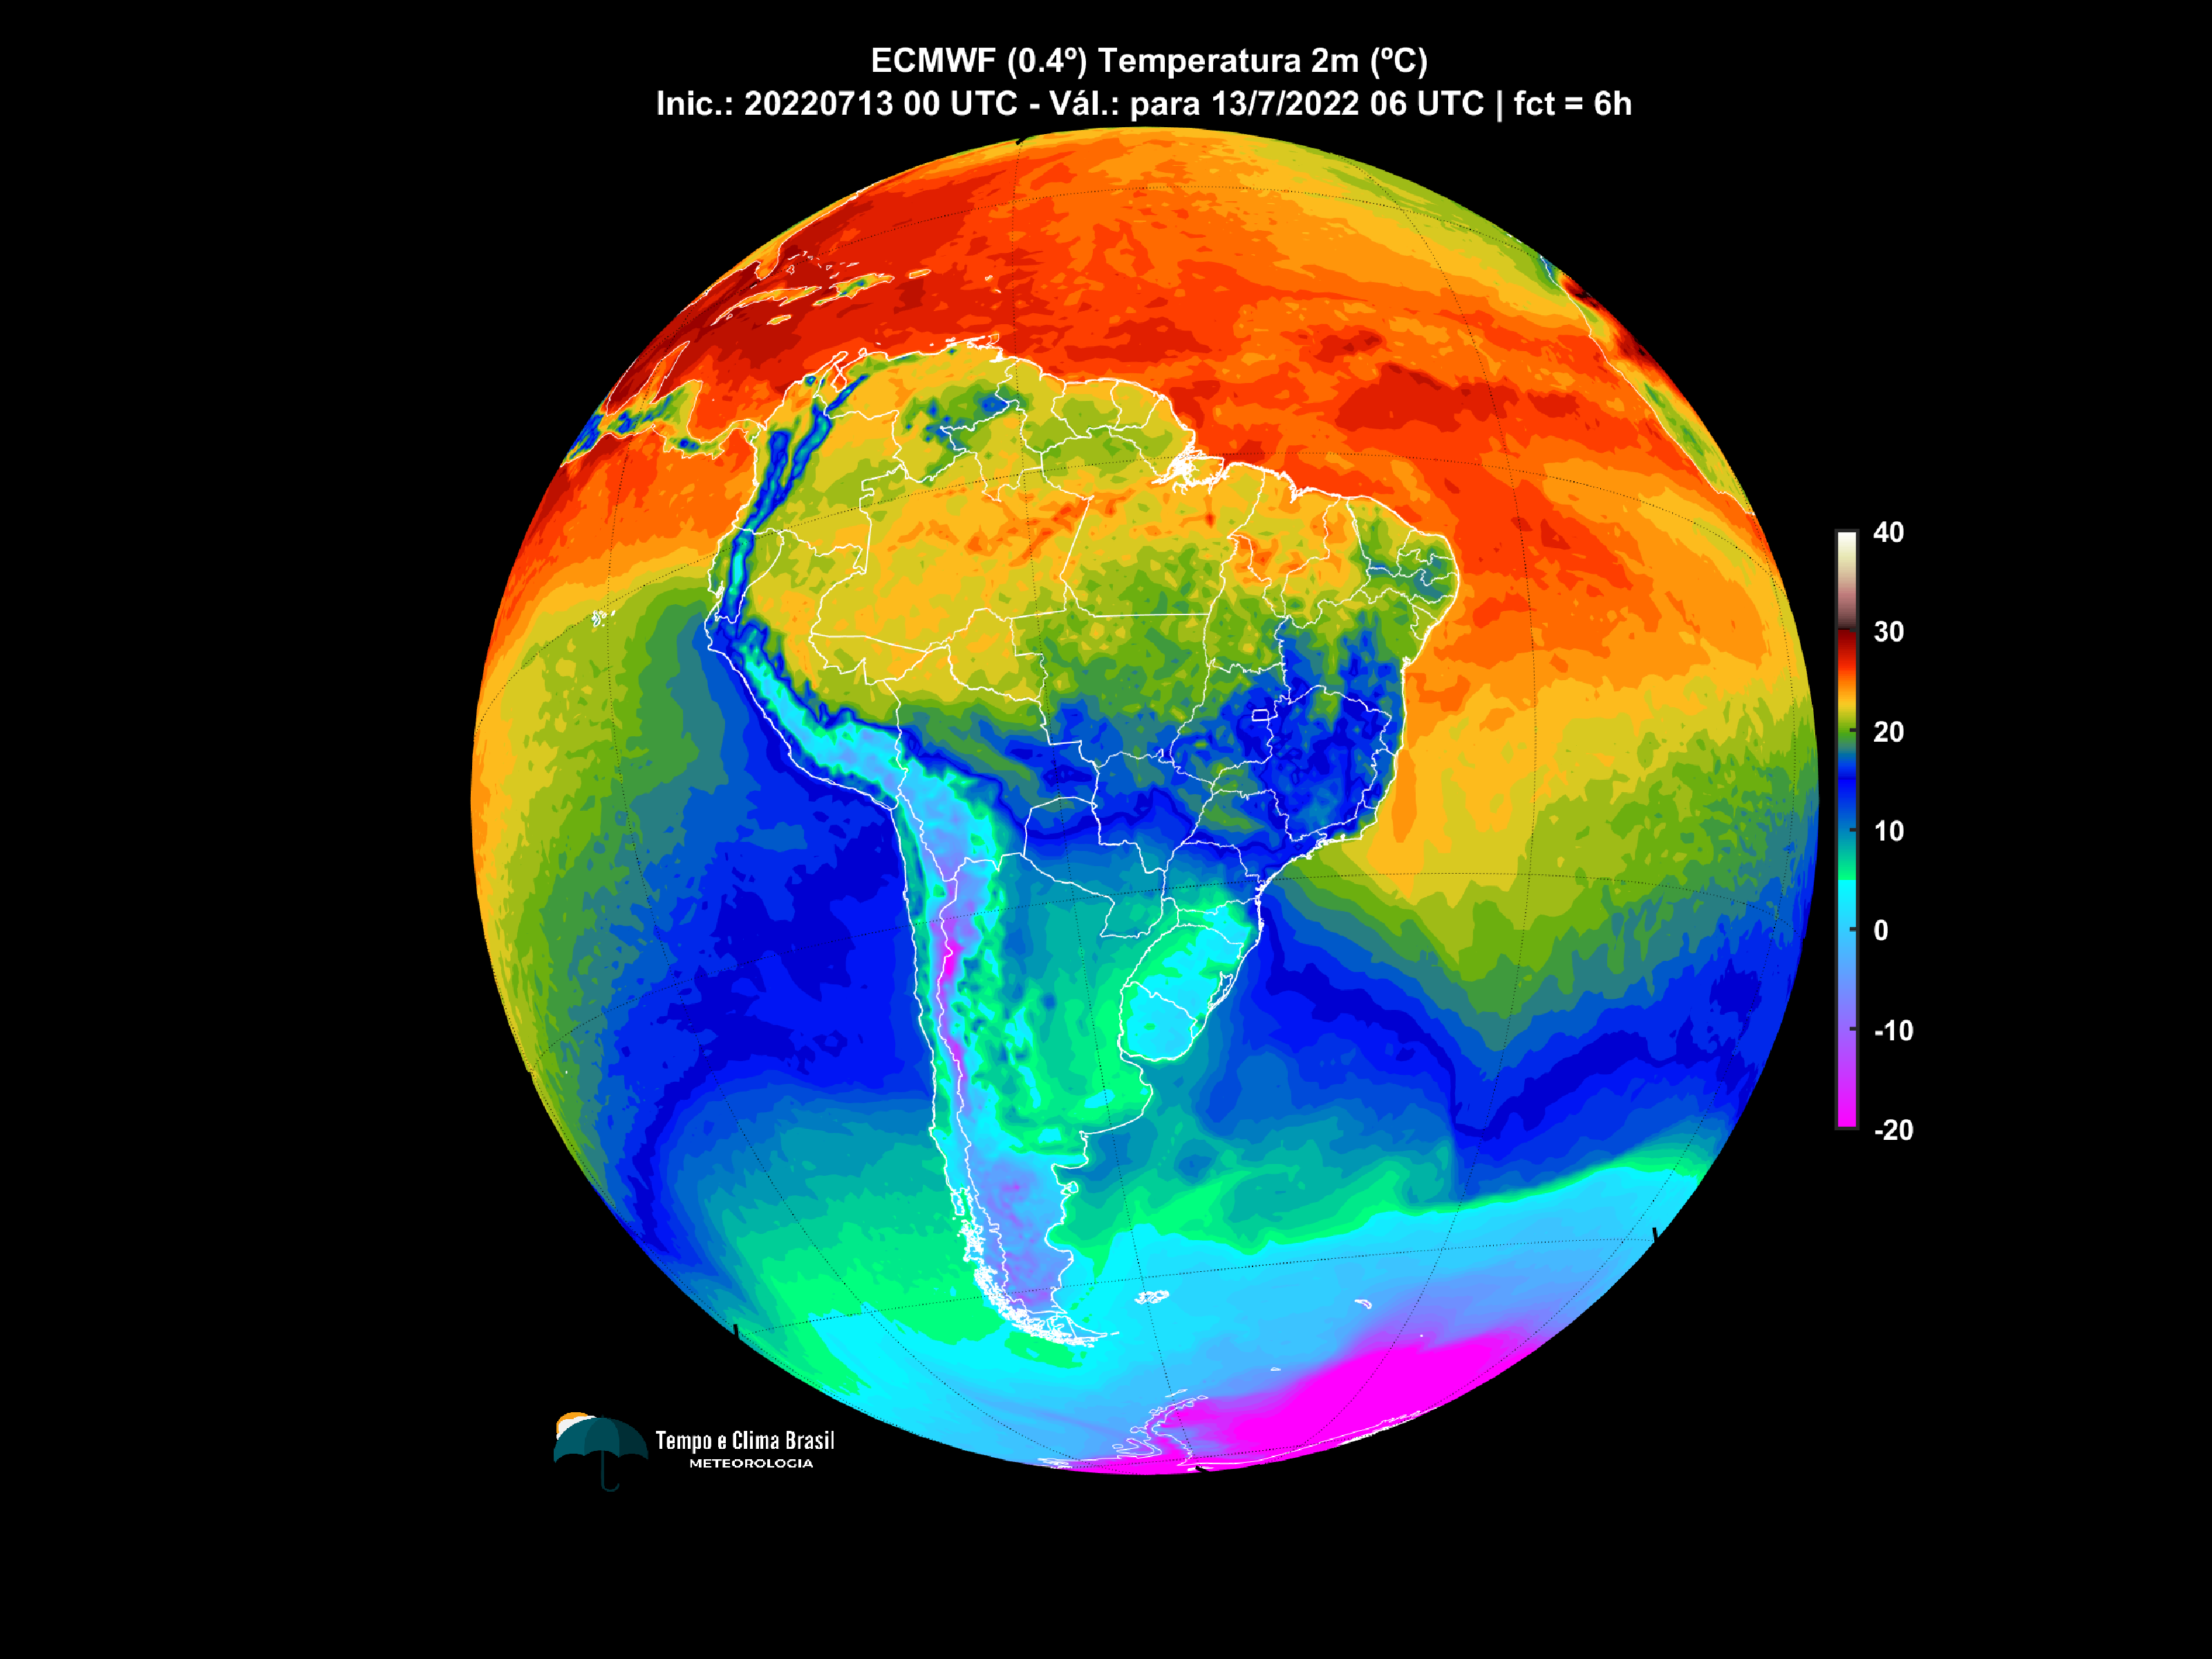 ECMWF (0.4º) Temperatura 2m (ºC)
Inic.: 20220713 00 UTC - Vál.: para 13/7/2022 06 UTC | fct = 6h
40
30
20
10
0
-10
-20
Tempo e Clima Brasil
METEOROLOGIA